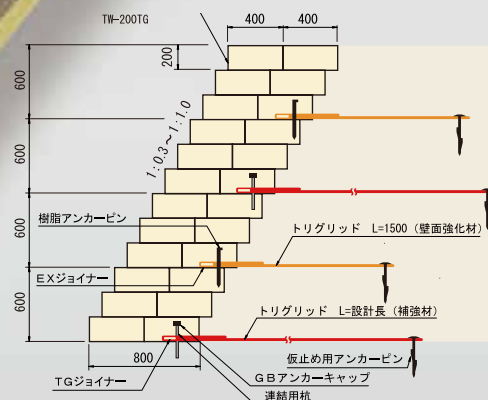 TW-200TG
400
400
200
600
600
600
600
1:0.3～1:1.0
樹脂アンカーピン
EXジョイナー
トリグリッド L=1500（壁面強化材）
トリグリッド L=設計長（補強材）
800
仮止め用アンカーピン
TGジョイナー
GBアンカーキャップ
連結用杭